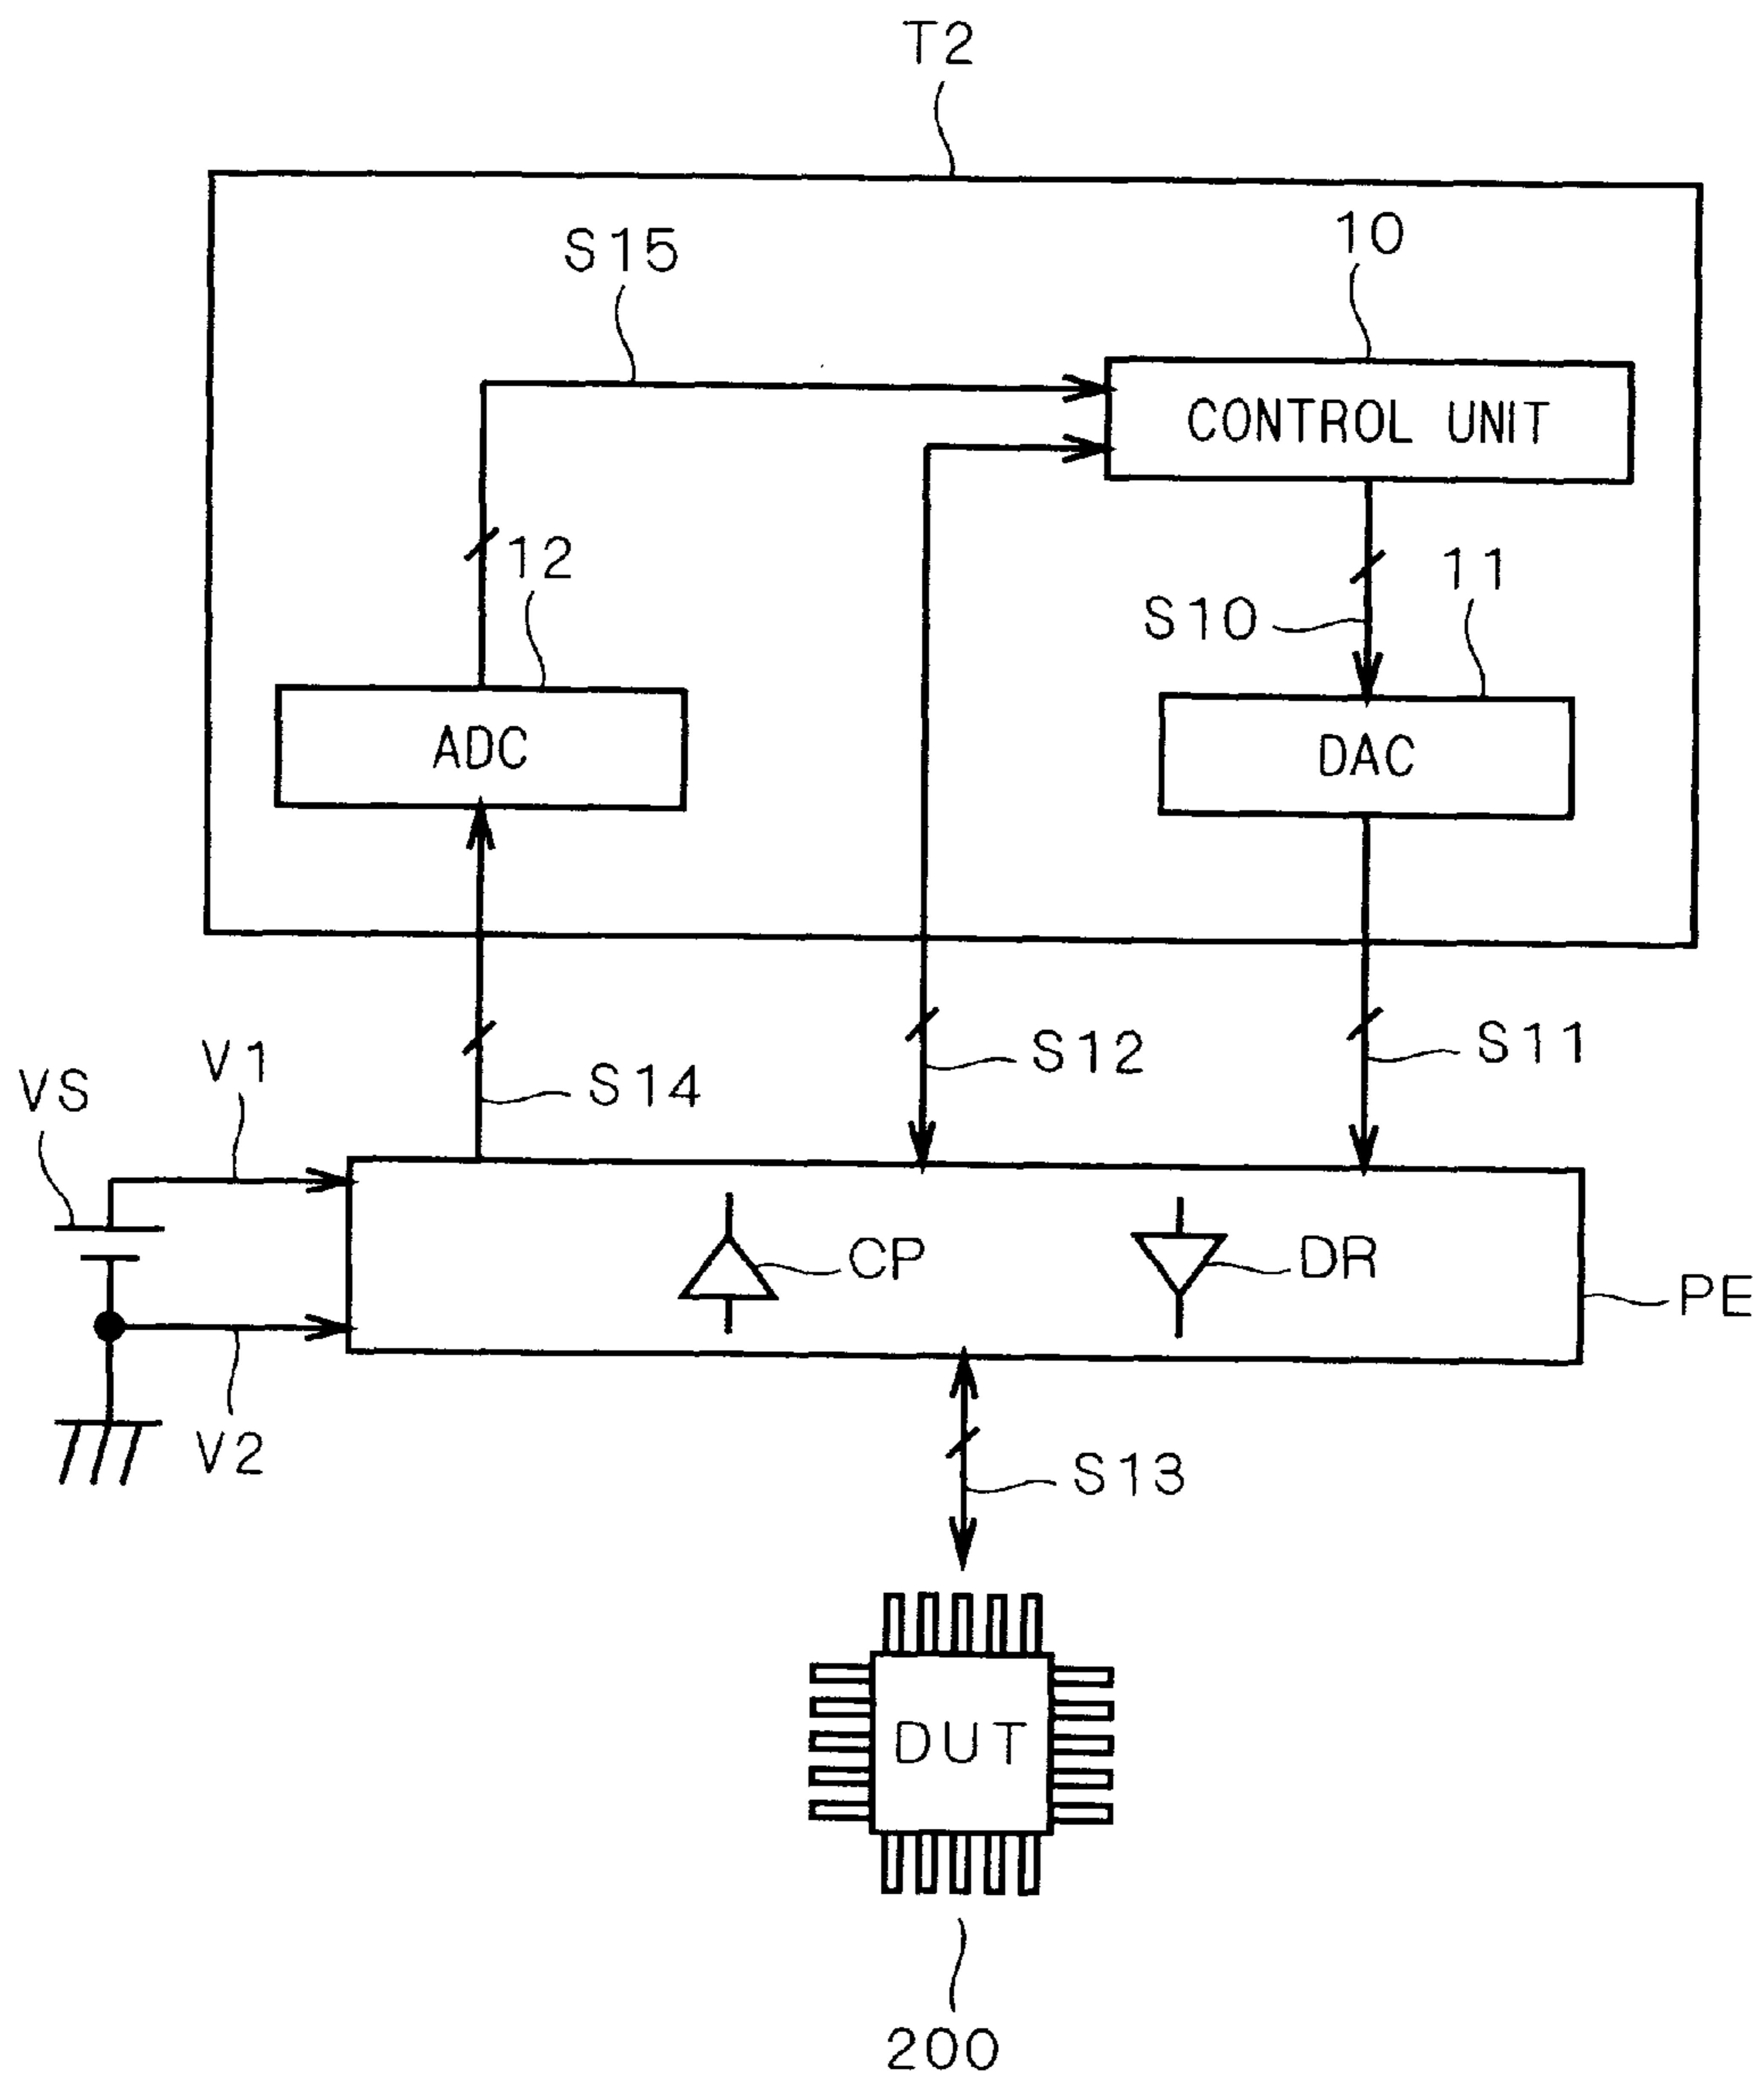 T2
S15
10
CONTROL UNIT
12
11
S10
ADC
DAC
V1
S14
S12
S11
VS
CP
DR
PE
V2
S13
DUT
200